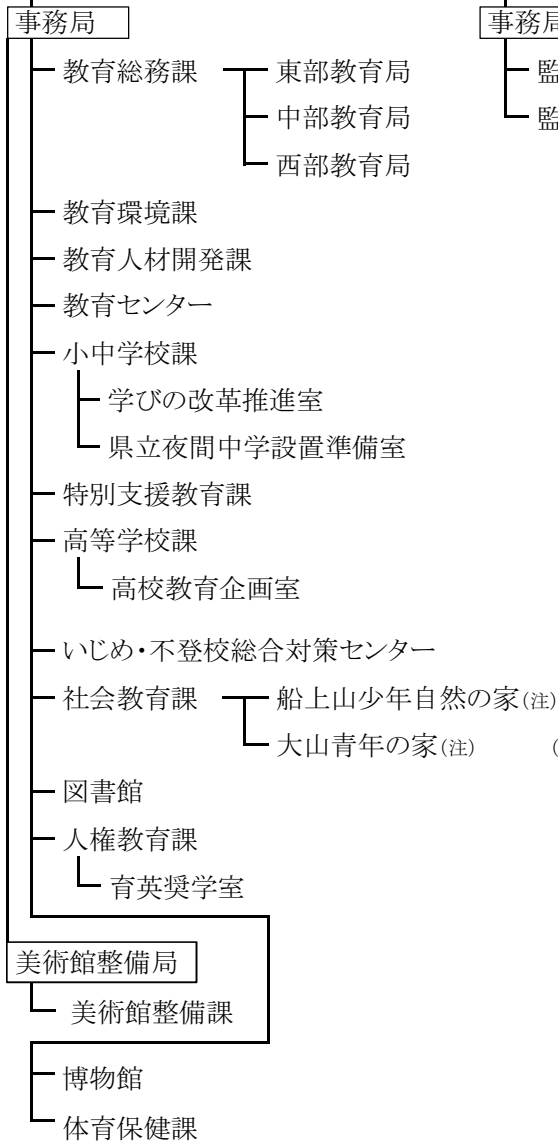 事務局
教育総務課
東部教育局
中部教育局
西部教育局
教育環境課
教育人材開発課
教育センター
小中学校課
学びの改革推進室
県立夜間中学設置準備室
特別支援教育課
高等学校課
高校教育企画室
いじめ・不登校総合対策センター
社会教育課
船上山少年自然の家(注)
大山青年の家(注)
図書館
人権教育課
育英奨学室
美術館整備局
美術館整備課
博物館
体育保健課
事務局
監
監